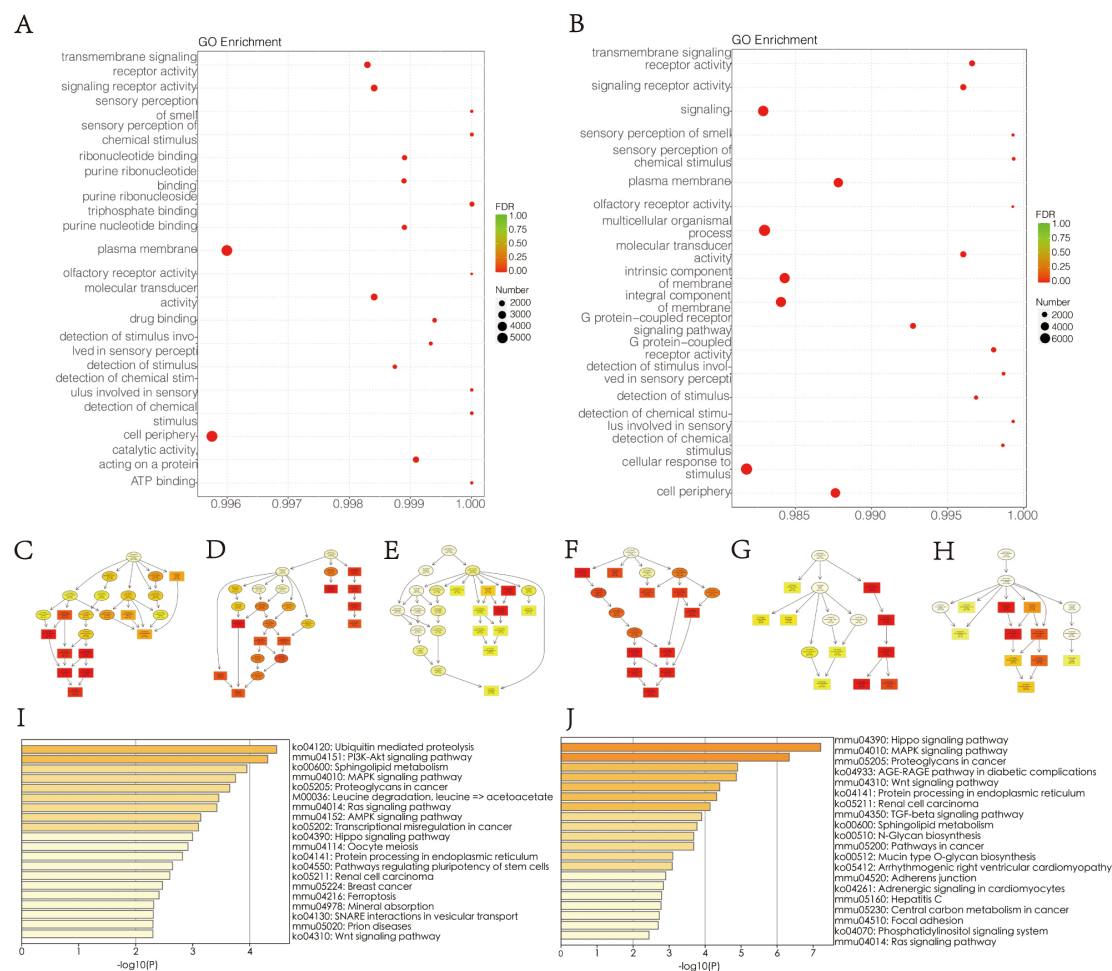 A
GO Enrichment
transmembrane signaling
receptor activity
signaling receptor activity
sensory perception
of smell
sensory perception of
chemical stimulus
ribonucleotide binding
purine ribonucleotide
binding
purine ribonucleoside
triphosphate binding
purine nucleotide binding
plasma membrane
olfactory receptor activity
molecular transducer
activity
drug binding
detection of stimulus invo-
lved in sensory percepti
detection of stimulus
detection of chemical stim-
ulus involved in sensory
detection of chemical
stimulus
cell periphery
catalytic activity,
acting on a protein
ATP binding
0.996 0.997 0.998 0.999 1.000
FDR
1.00
0.75
0.50
0.25
0.00
Number
2000
3000
4000
5000
B
GO Enrichment
transmembrane signaling
receptor activity
signaling receptor activity
signaling
sensory perception of smell
sensory perception of
chemical stimulus
plasma membrane
olfactory receptor activity
multicellular organismal
process
molecular transducer
activity
intrinsic component
of membrane
integral component
of membrane
G protein-coupled receptor
signaling pathway
G protein-coupled
receptor activity
detection of stimulus invol-
ved in sensory percepti
detection of stimulus
detection of chemical stimu-
lus involved in sensory
detection of chemical
stimulus
cellular response to
stimulus
cell periphery
0.985 0.990 0.995 1.000
FDR
1.00
0.75
0.50
0.25
0.00
Number
2000
4000
6000
C
D
E
F
G
H
I
ko04120: Ubiquitin mediated proteolysis
mmu04151: PI3K-Akt signaling pathway
ko00600: Sphingolipid metabolism
mmu04010: MAPK signaling pathway
ko05205: Proteoglycans in cancer
M00036: Leucine degradation, leucine => acetoacetate
mmu04014: Ras signaling pathway
mmu04152: AMPK signaling pathway
ko05202: Transcriptional misregulation in cancer
ko04390: Hippo signaling pathway
mmu04114: Oocyte meiosis
ko04141: Protein processing in endoplasmic reticulum
ko04550: Pathways regulating pluripotency of stem cells
ko05211: Renal cell carcinoma
mmu05224: Breast cancer
mmu04216: Ferroptosis
mmu04978: Mineral absorption
ko04130: SNARE interactions in vesicular transport
mmu05020: Prion diseases
ko04310: Wnt signaling pathway
0 1 2 3 4
-log10(P)
J
mmu04390: Hippo signaling pathway
mmu04010: MAPK signaling pathway
mmu05205: Proteoglycans in cancer
ko04933: AGE-RAGE pathway in diabetic complications
mmu04310: Wnt signaling pathway
ko04141: Protein processing in endoplasmic reticulum
ko05211: Renal cell carcinoma
mmu04350: TGF-beta signaling pathway
ko00600: Sphingolipid metabolism
ko00510: N-Glycan biosynthesis
mmu05200: Pathways in cancer
ko00512: Mucin type O-glycan biosynthesis
ko05412: Arrhythmogenic right ventricular cardiomyopathy
mmu04520: Adherens junction
ko04261: Adrenergic signaling in cardiomyocytes
mmu05160: Hepatitis C
mmu05230: Central carbon metabolism in cancer
mmu04510: Focal adhesion
ko04070: Phosphatidylinositol signaling system
mmu04014: Ras signaling pathway
0 1 2 3 4 5 6 7
-log10(P)